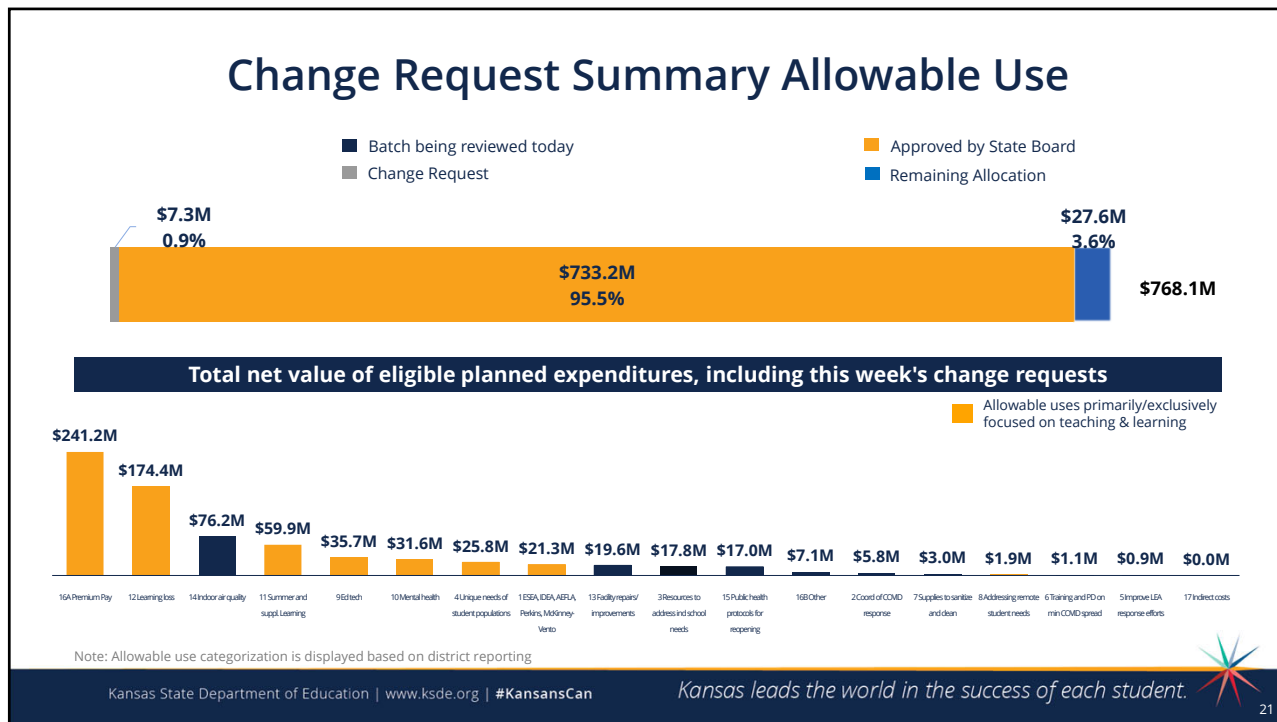 Change Request Summary Allowable Use
Batch being reviewed today
Approved by State Board
Change Request
Remaining Allocation
$7.3M
0.9%
$733.2M
95.5%
$27.6M
3.6%
$768.1M
Total net value of eligible planned expenditures, including this week's change requests
Allowable uses primarily/exclusively
focused on teaching & learning
$241.2M
$174.4M
$76.2M
$59.9M
$35.7M
$31.6M
$25.8M
$21.3M
$19.6M
$17.8M
$17.0M
$7.1M
$5.8M
$3.0M
$1.9M
$1.1M
$0.9M
$0.0M
16A Premium Pay
12 Learning loss
14 Indoor air quality
11 Summer and
suppl. Learning
9 Ed tech
10 Mental health
4 Unique needs of
student populations
1 ESEA, IDEA, AEFLA,
Perkins, McKinney-
Vento
13 Facility repairs/
improvements
3 Resources to
address ind school
needs
15 Public health
protocols for
reopening
16B Other
2 Coord of COVID
response
7 Supplies to sanitize
and clean
8 Addressing remote
student needs
6 Training and PD on
min COVID spread
5 Improve LEA
response efforts
17 Indirect costs
Note: Allowable use categorization is displayed based on district reporting
Kansas State Department of Education | www.ksde.org | #KansansCan
Kansas leads the world in the success of each student.
21